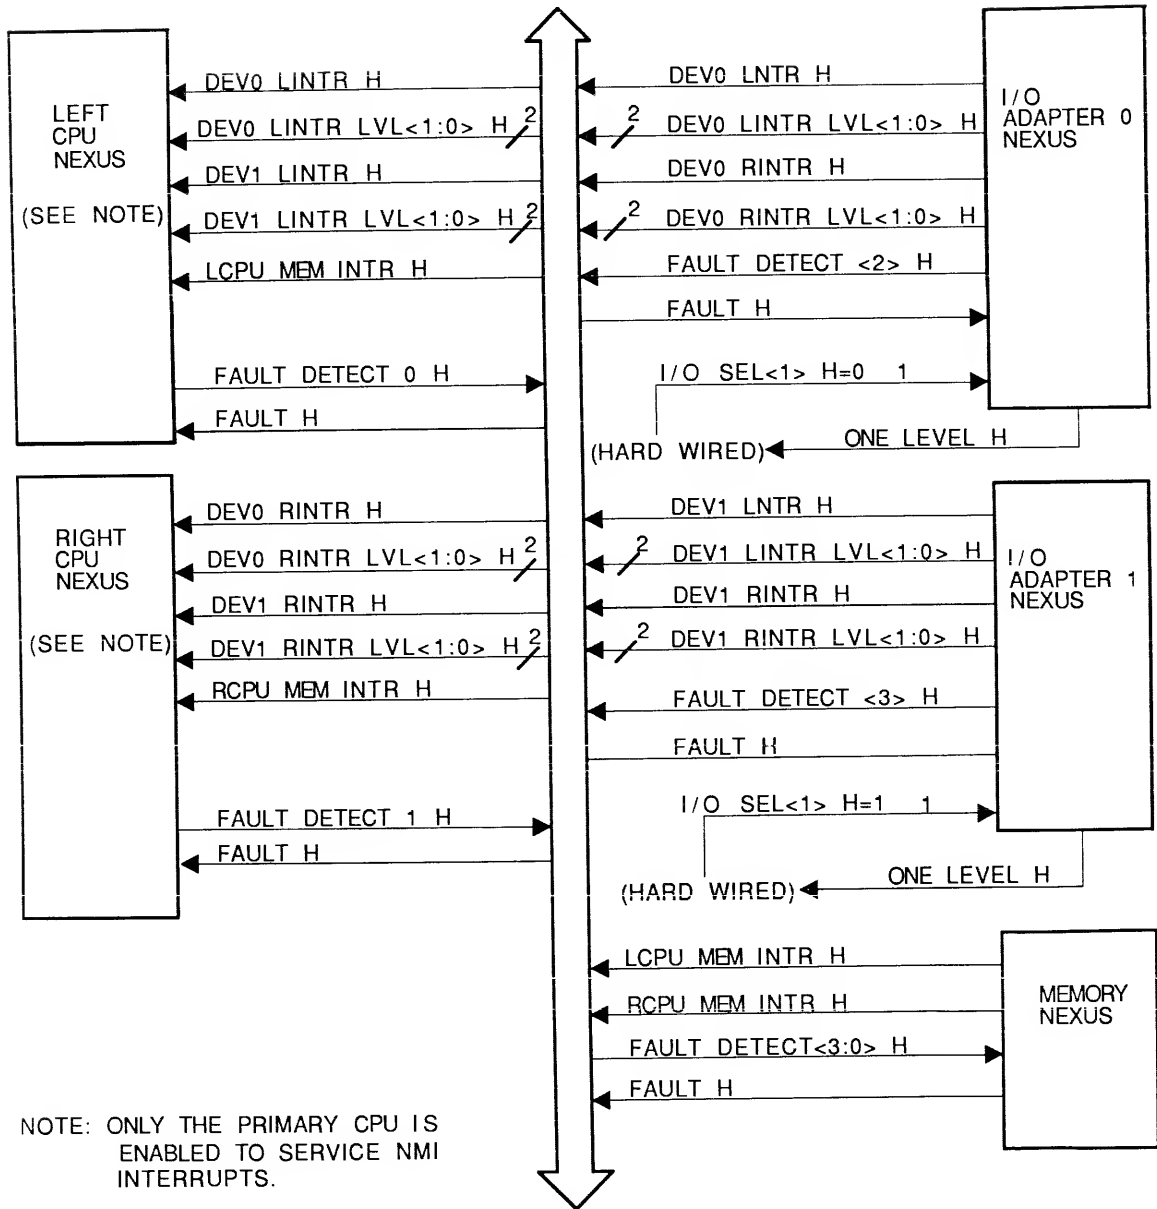 LEFT
CPU
NEXUS
(SEE NOTE)
DEV0 LINTR H
DEV0 LINTR LVL<1:0> H 2
DEV1 LINTR H
DEV1 LINTR LVL<1:0> H 2
LCPU MEM INTR H
FAULT DETECT 0 H
FAULT H
RIGHT
CPU
NEXUS
(SEE NOTE)
DEV0 RINTR H
DEV0 RINTR LVL<1:0> H 2
DEV1 RINTR H
DEV1 RINTR LVL<1:0> H 2
RCPU MEM INTR H
FAULT DETECT 1 H
FAULT H
DEV0 LNTR H
2 DEV0 LINTR LVL<1:0> H
DEV0 RINTR H
2 DEV0 RINTR LVL<1:0> H
FAULT DETECT <2> H
FAULT H
I/O SEL<1> H=0 1
(HARD WIRED)
ONE LEVEL H
I/O
ADAPTER 0
NEXUS
DEV1 LNTR H
2 DEV1 LINTR LVL<1:0> H
DEV1 RINTR H
2 DEV1 RINTR LVL<1:0> H
FAULT DETECT <3> H
FAULT H
I/O SEL<1> H=1 1
(HARD WIRED)
ONE LEVEL H
I/O
ADAPTER 1
NEXUS
LCPU MEM INTR H
RCPU MEM INTR H
FAULT DETECT<3:0> H
FAULT H
MEMORY
NEXUS
NOTE: ONLY THE PRIMARY CPU IS
ENABLED TO SERVICE NMI
INTERRUPTS.